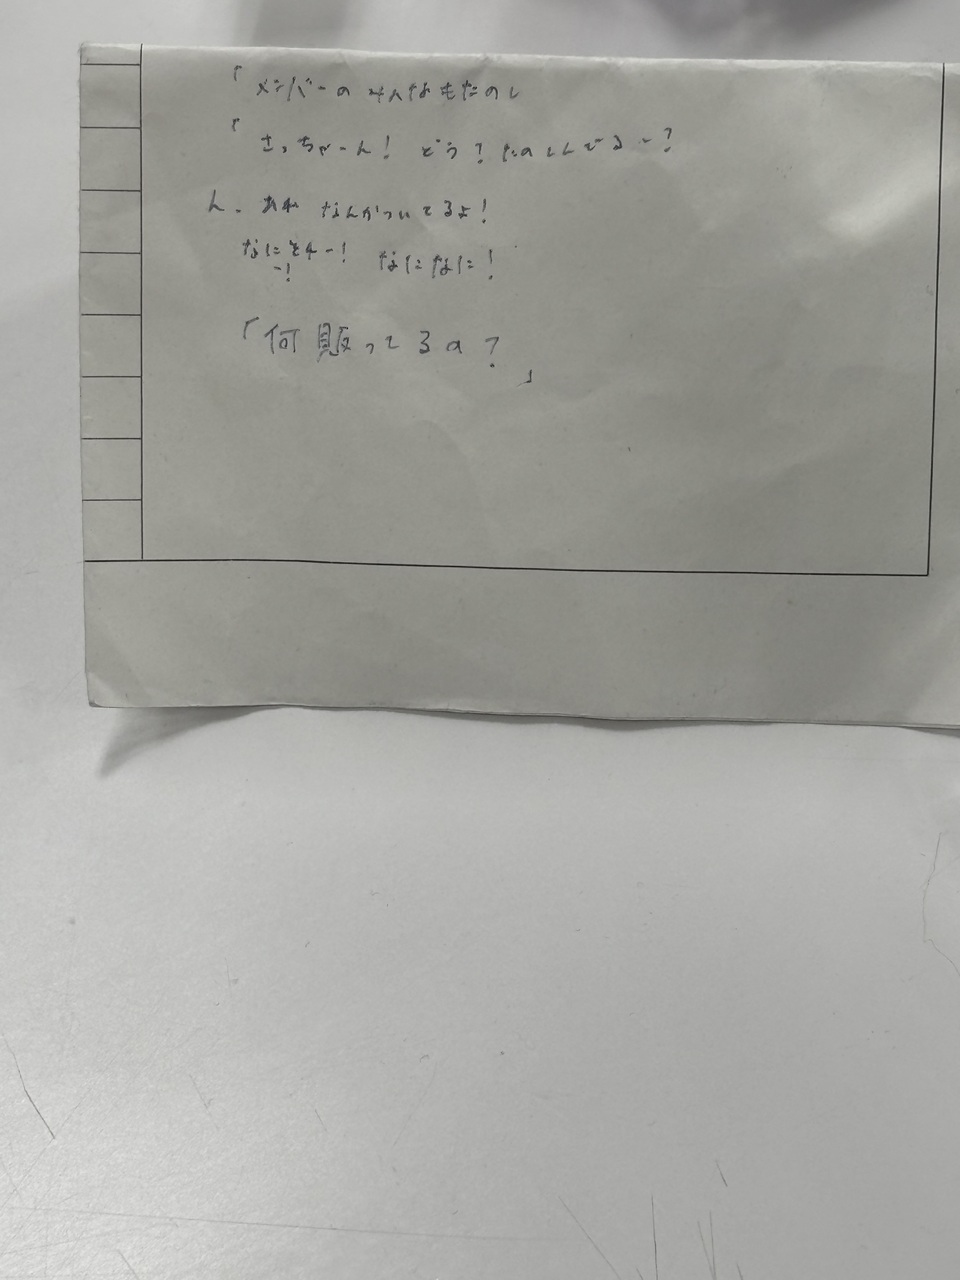 「メンバーのみんなもたのし
「さっちゃーん！ どう？ たのしんでるー？
ん、あれ なんかついてるよ！
なにそれー！ なになに！
ー！
「何販ってるの？」